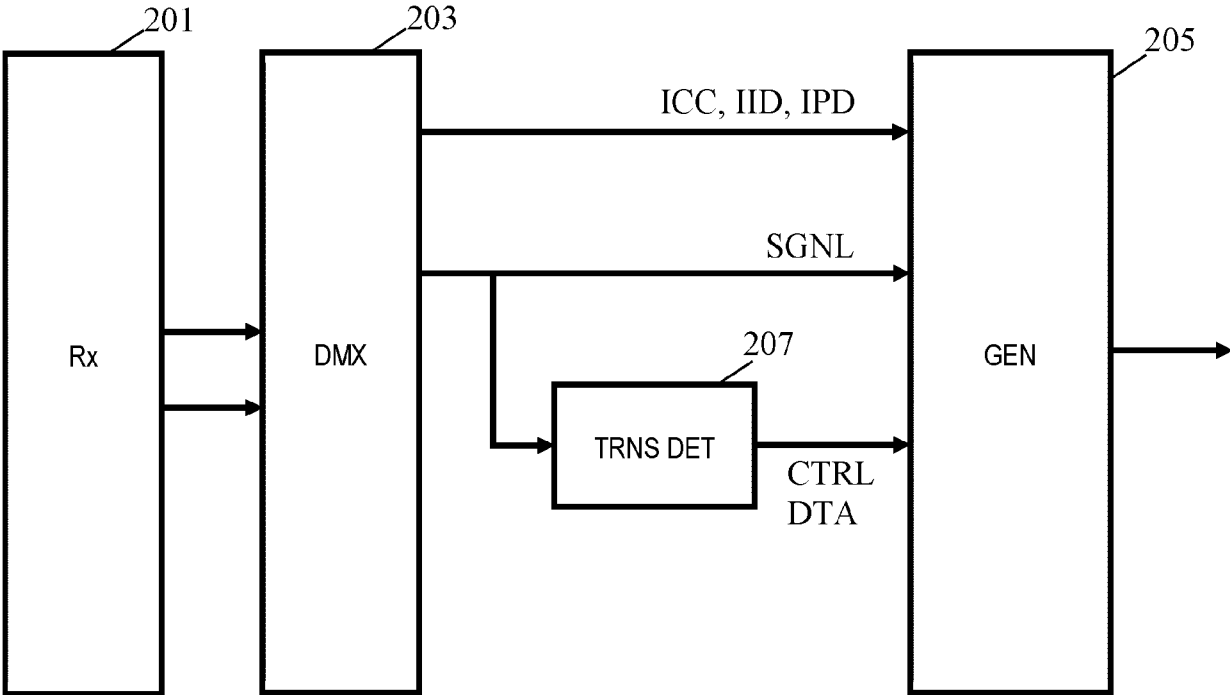 201
203
205
ICC, IID, IPD
SGNL
207
Rx
DMX
GEN
TRNS DET
CTRL
DTA